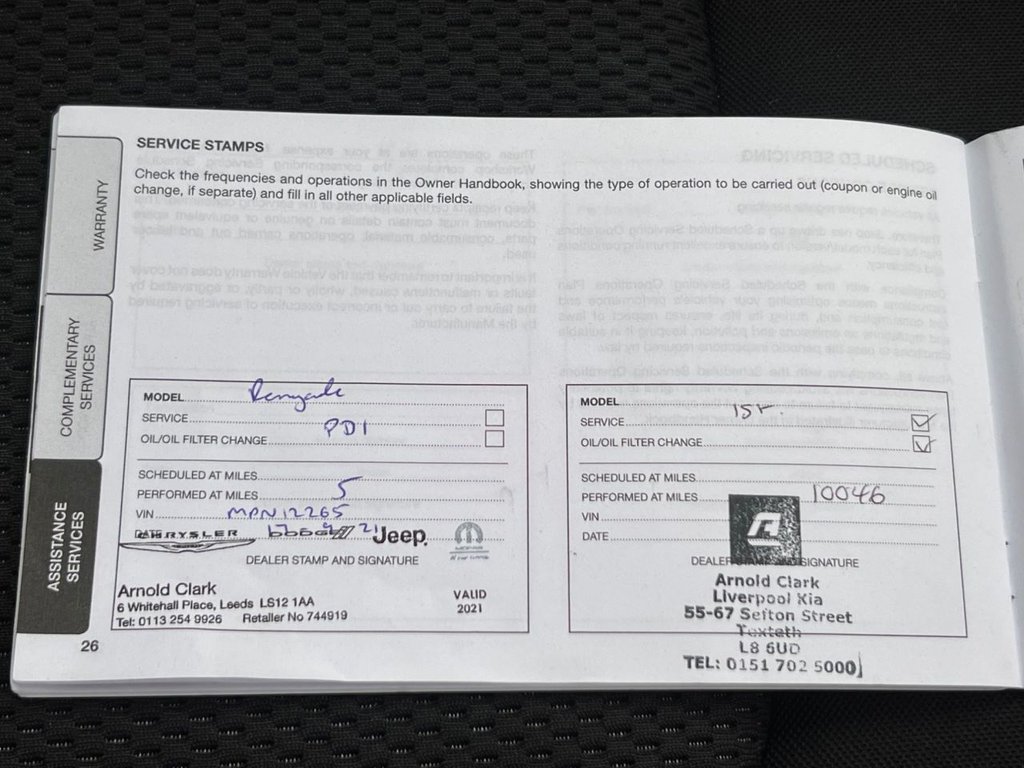 SERVICE STAMPS
Check the frequencies and operations in the Owner Handbook, showing the type of operation to be carried out (coupon or engine oil
change, if separate) and fill in all other applicable fields.
WARRANTY
COMPLEMENTARY
SERVICES
ASSISTANCE
SERVICES
MODEL Renegade
SERVICE PDI
OIL/OIL FILTER CHANGE
SCHEDULED AT MILES
PERFORMED AT MILES 5
VIN MPN12265
DATE 21
CHRYSLER
Jeep
MOPAR
DEALER STAMP AND SIGNATURE
Arnold Clark
6 Whitehall Place, Leeds LS12 1AA
Tel: 0113 254 9926 Retailer No 744919
VALID
2021
MODEL
SERVICE 1st
OIL/OIL FILTER CHANGE
SCHEDULED AT MILES
PERFORMED AT MILES 10046
VIN
DATE
A
DEALER STAMP AND SIGNATURE
Arnold Clark
Liverpool Kia
55-67 Sefton Street
Toxteth
L8 6UD
TEL: 0151 702 5000
26